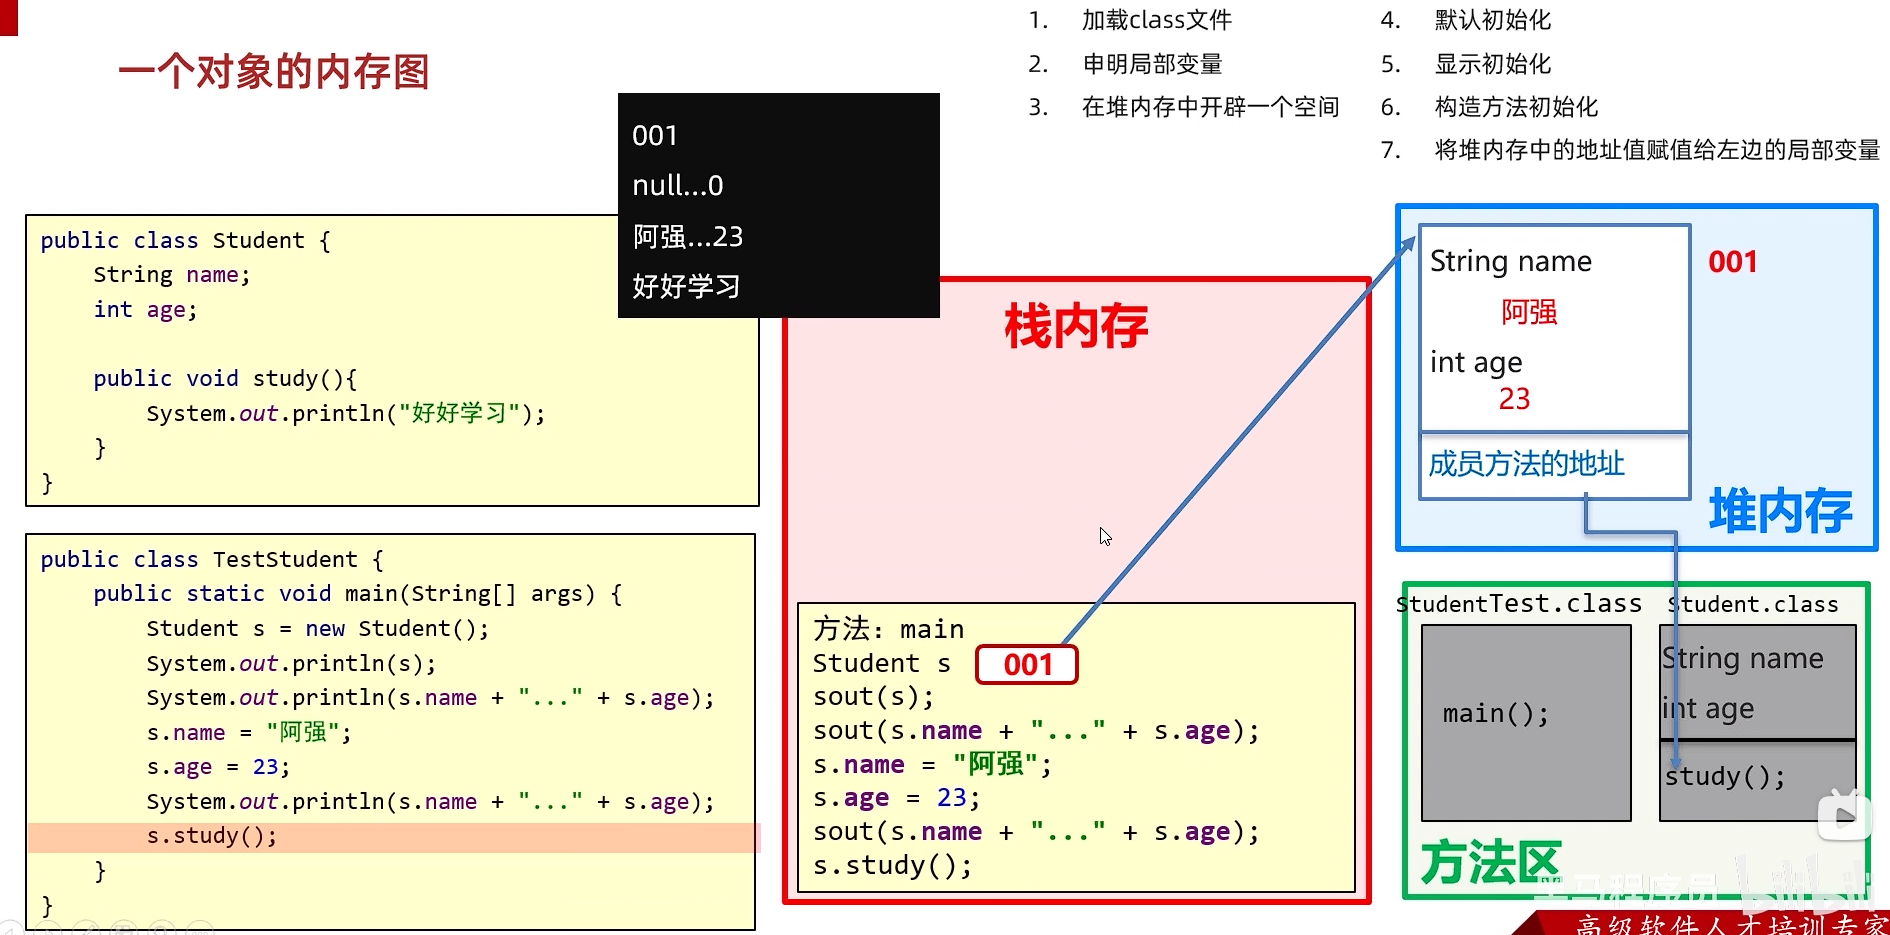 一个对象的内存图
1. 加载class文件
2. 申明局部变量
3. 在堆内存中开辟一个空间
4. 默认初始化
5. 显示初始化
6. 构造方法初始化
7. 将堆内存中的地址值赋值给左边的局部变量
001
null...0
阿强...23
好好学习
public class Student {
String name;
int age;
public void study(){
System.out.println("好好学习");
}
}
public class TestStudent {
public static void main(String[] args) {
Student s = new Student();
System.out.println(s);
System.out.println(s.name + "..." + s.age);
s.name = "阿强";
s.age = 23;
System.out.println(s.name + "..." + s.age);
s.study();
}
}
栈内存
方法: main
Student s 001
sout(s);
sout(s.name + "..." + s.age);
s.name = "阿强";
s.age = 23;
sout(s.name + "..." + s.age);
s.study();
String name
阿强
int age
23
成员方法的地址
001
堆内存
studentTest.class
main();
student.class
String name
int age
study();
方法区
黑马程序员
bilibili
高级软件人才培训专家